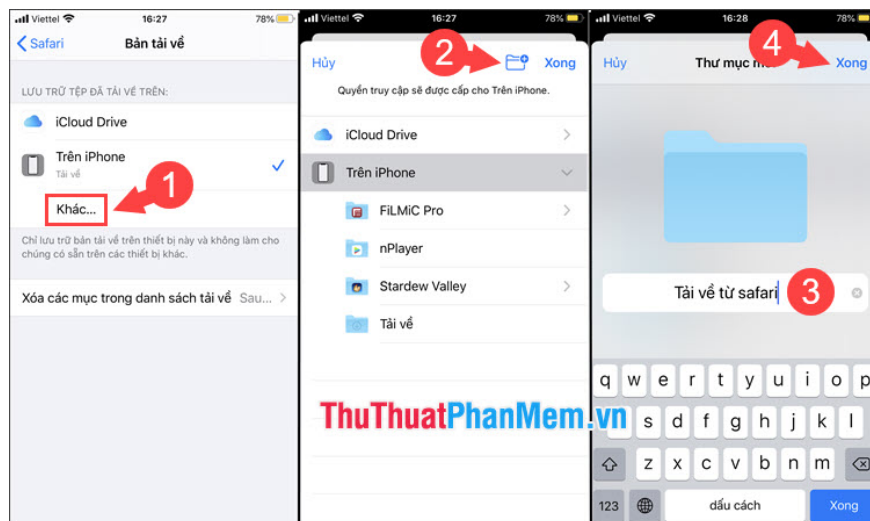 Viettel 16:27 78%
Safari Bản tải về
LƯU TRỮ TỆP ĐÃ TẢI VỀ TRÊN:
iCloud Drive
Trên iPhone
Tải về
1
Khác...
Chỉ lưu trữ bản tải về trên thiết bị này và không làm cho
chúng có sẵn trên các thiết bị khác.
Xóa các mục trong danh sách tải về Sau...
Viettel 16:27 78%
2
Hủy Xong
Quyền truy cập sẽ được cấp cho Trên iPhone.
iCloud Drive
Trên iPhone
FiLMiC Pro
nPlayer
Stardew Valley
Tải về
Viettel 16:28 78%
4
Hủy Thư mục Xong
Tải về từ safari 3
q w e r t y u i o p
s d f g h j k l
z x c v b n m
123 dấu cách Xong
ThuThuatPhanMem.vn